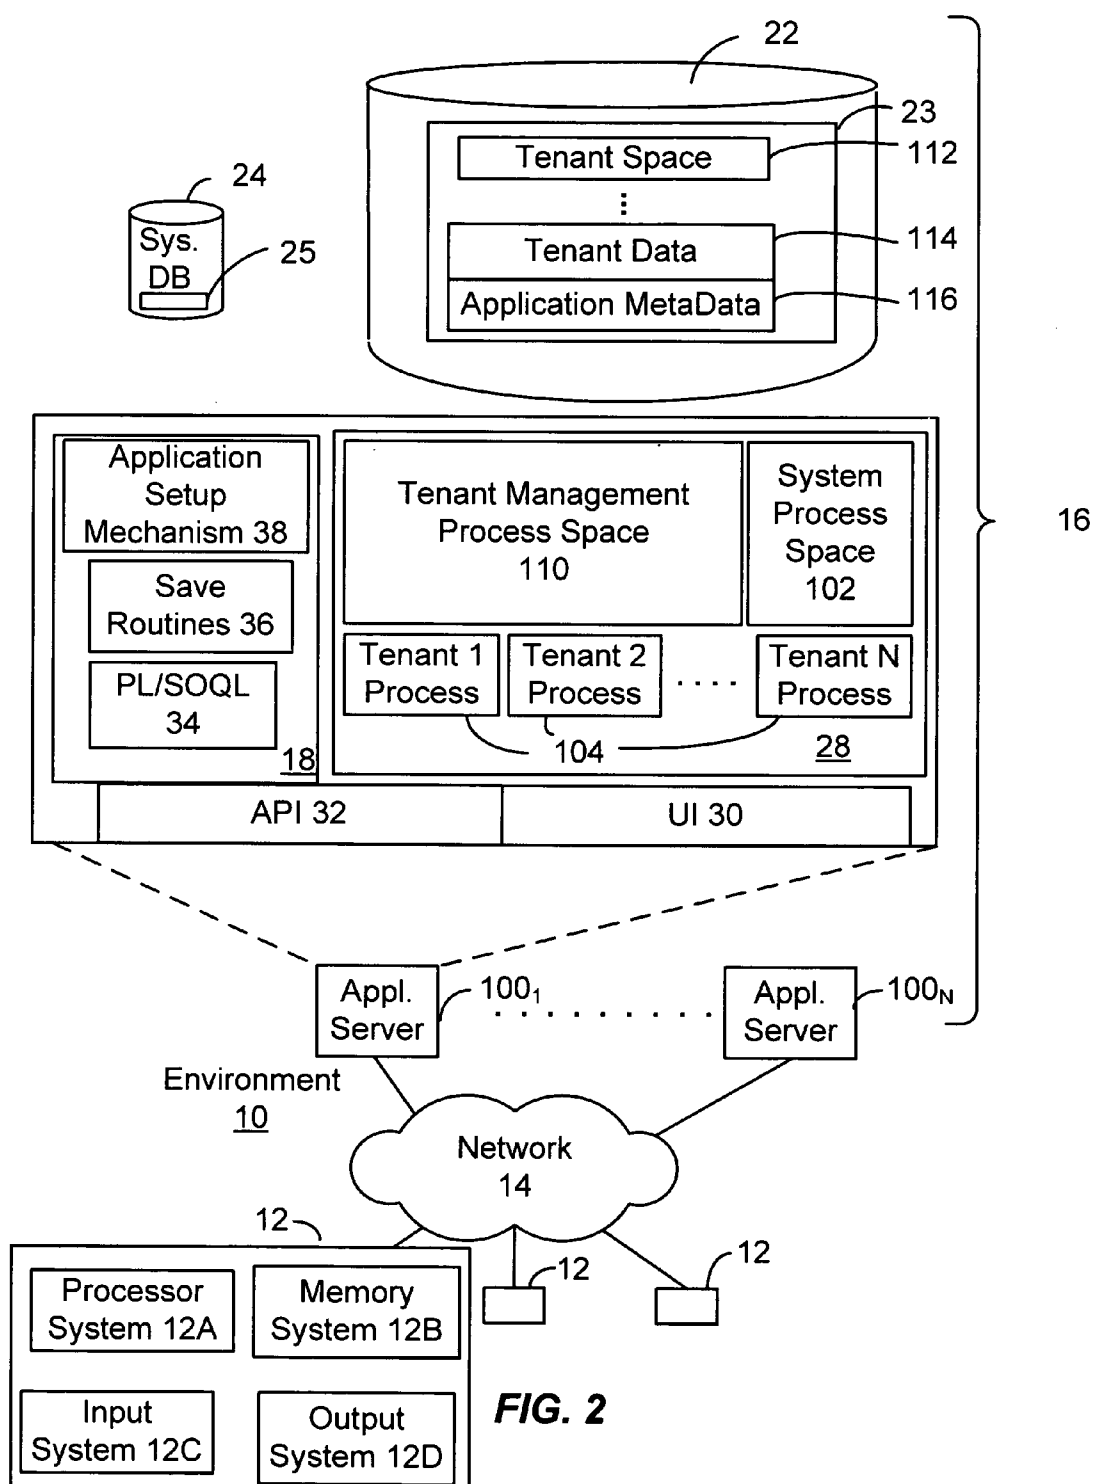 22
23
Tenant Space
112
24
Sys.
DB
25
Tenant Data
114
Application MetaData
116
16
Application
Setup
Mechanism 38
Save
Routines 36
PL/SOQL
34
18
Tenant Management
Process Space
110
System
Process
Space
102
Tenant 1
Process
Tenant 2
Process
Tenant N
Process
104
28
API 32
UI 30
Appl.
Server
100₁
Appl.
Server
100N
Environment
10
Network
14
12
12
12
Processor
System 12A
Memory
System 12B
Input
System 12C
Output
System 12D
FIG. 2